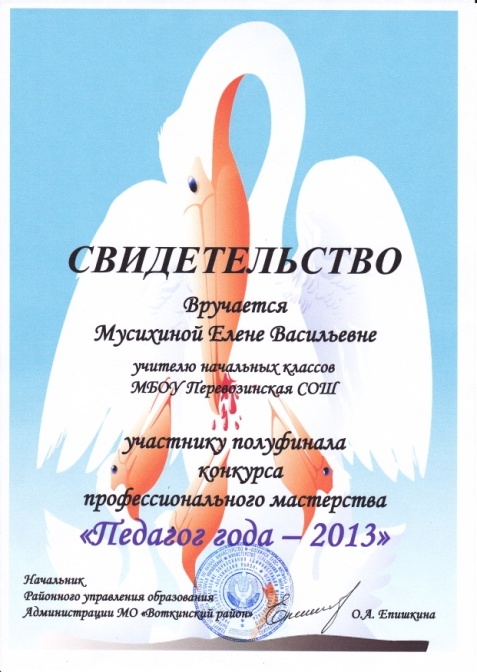 СВИДЕТЕЛЬСТВО
Вручается
Мусихиной Елене Васильевне
учителю начальных классов
МБОУ Перевозинская СОШ
участнику полуфинала
конкурса
профессионального мастерства
«Педагог года – 2013»
Начальник
Районного управления образования
Администрации МО «Воткинский район»
О.А. Епишкина